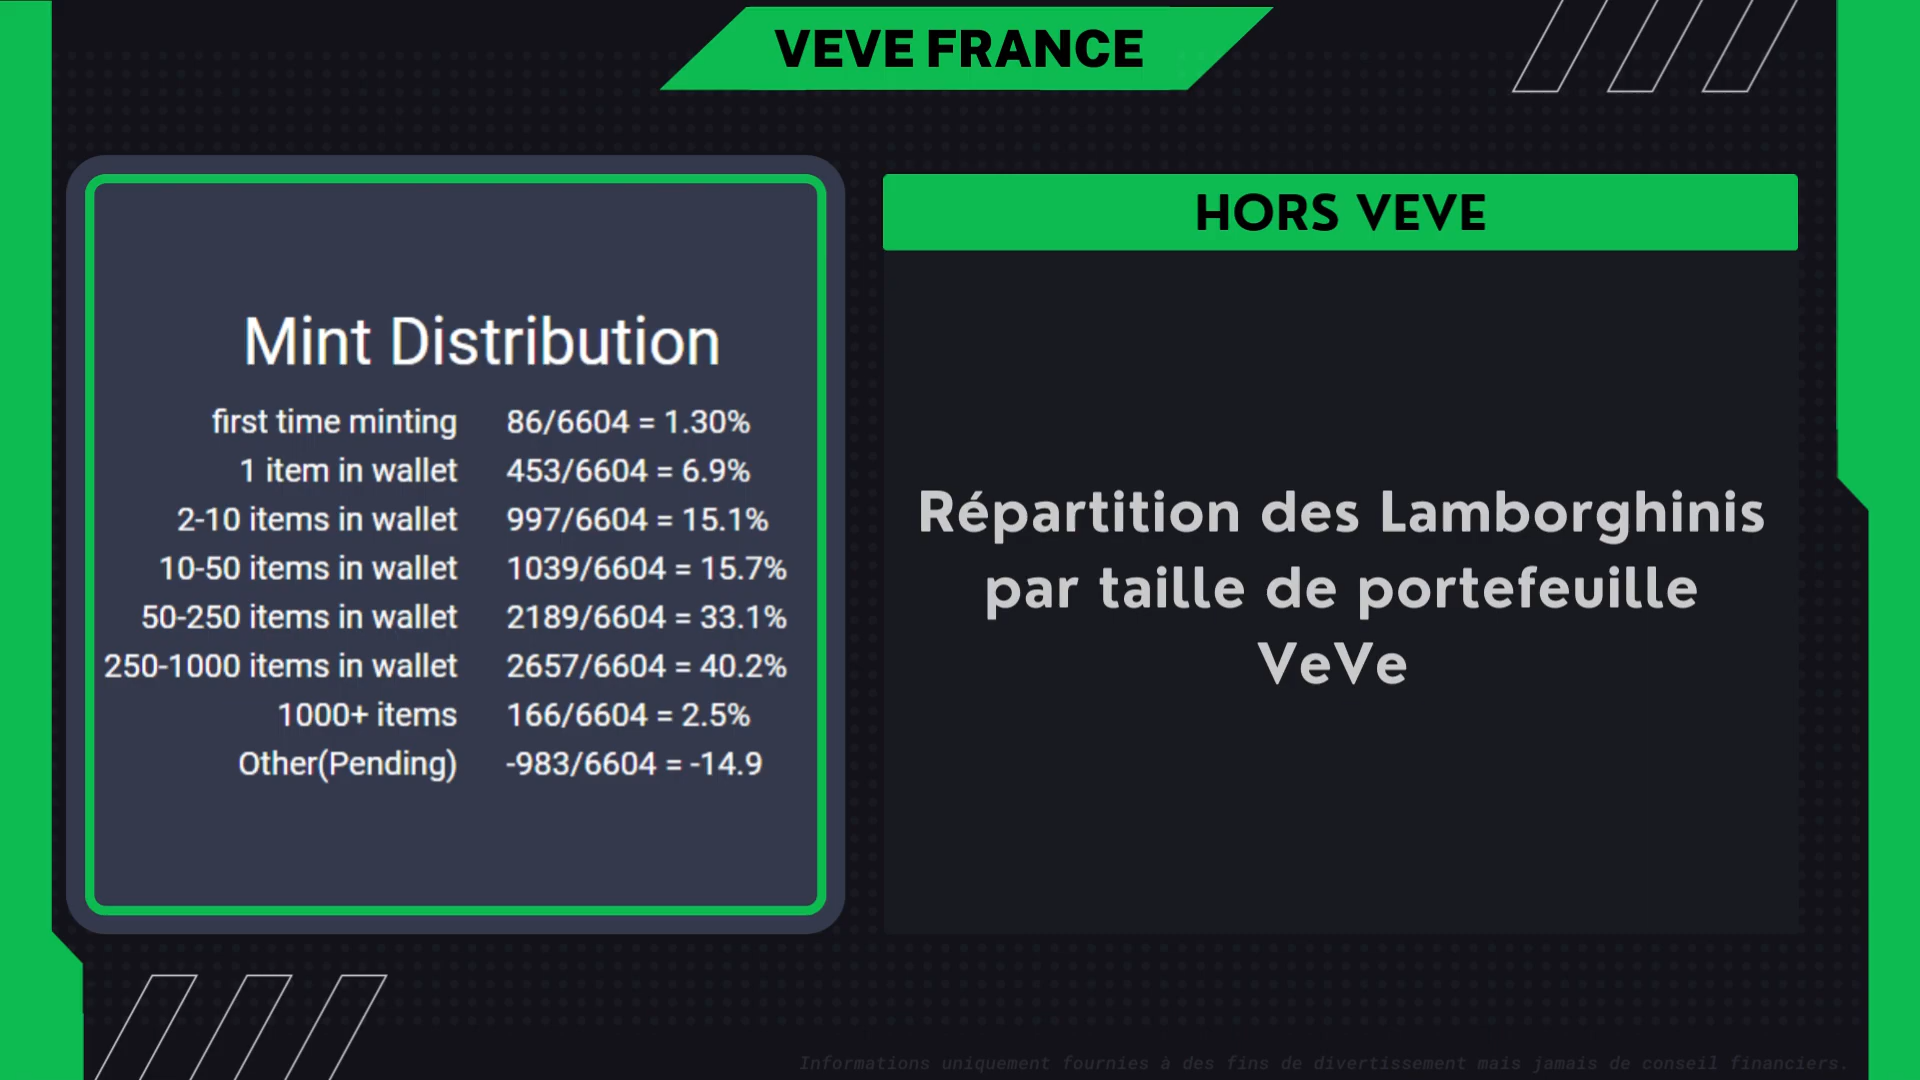 VEVE FRANCE
Mint Distribution
first time minting 86/6604 = 1.30%
1 item in wallet 453/6604 = 6.9%
2-10 items in wallet 997/6604 = 15.1%
10-50 items in wallet 1039/6604 = 15.7%
50-250 items in wallet 2189/6604 = 33.1%
250-1000 items in wallet 2657/6604 = 40.2%
1000+ items 166/6604 = 2.5%
Other(Pending) -983/6604 = -14.9
HORS VEVE
Répartition des Lamborghinis
par taille de portefeuille
VeVe
Informations uniquement fournies à des fins de divertissement mais jamais de conseil financiers.